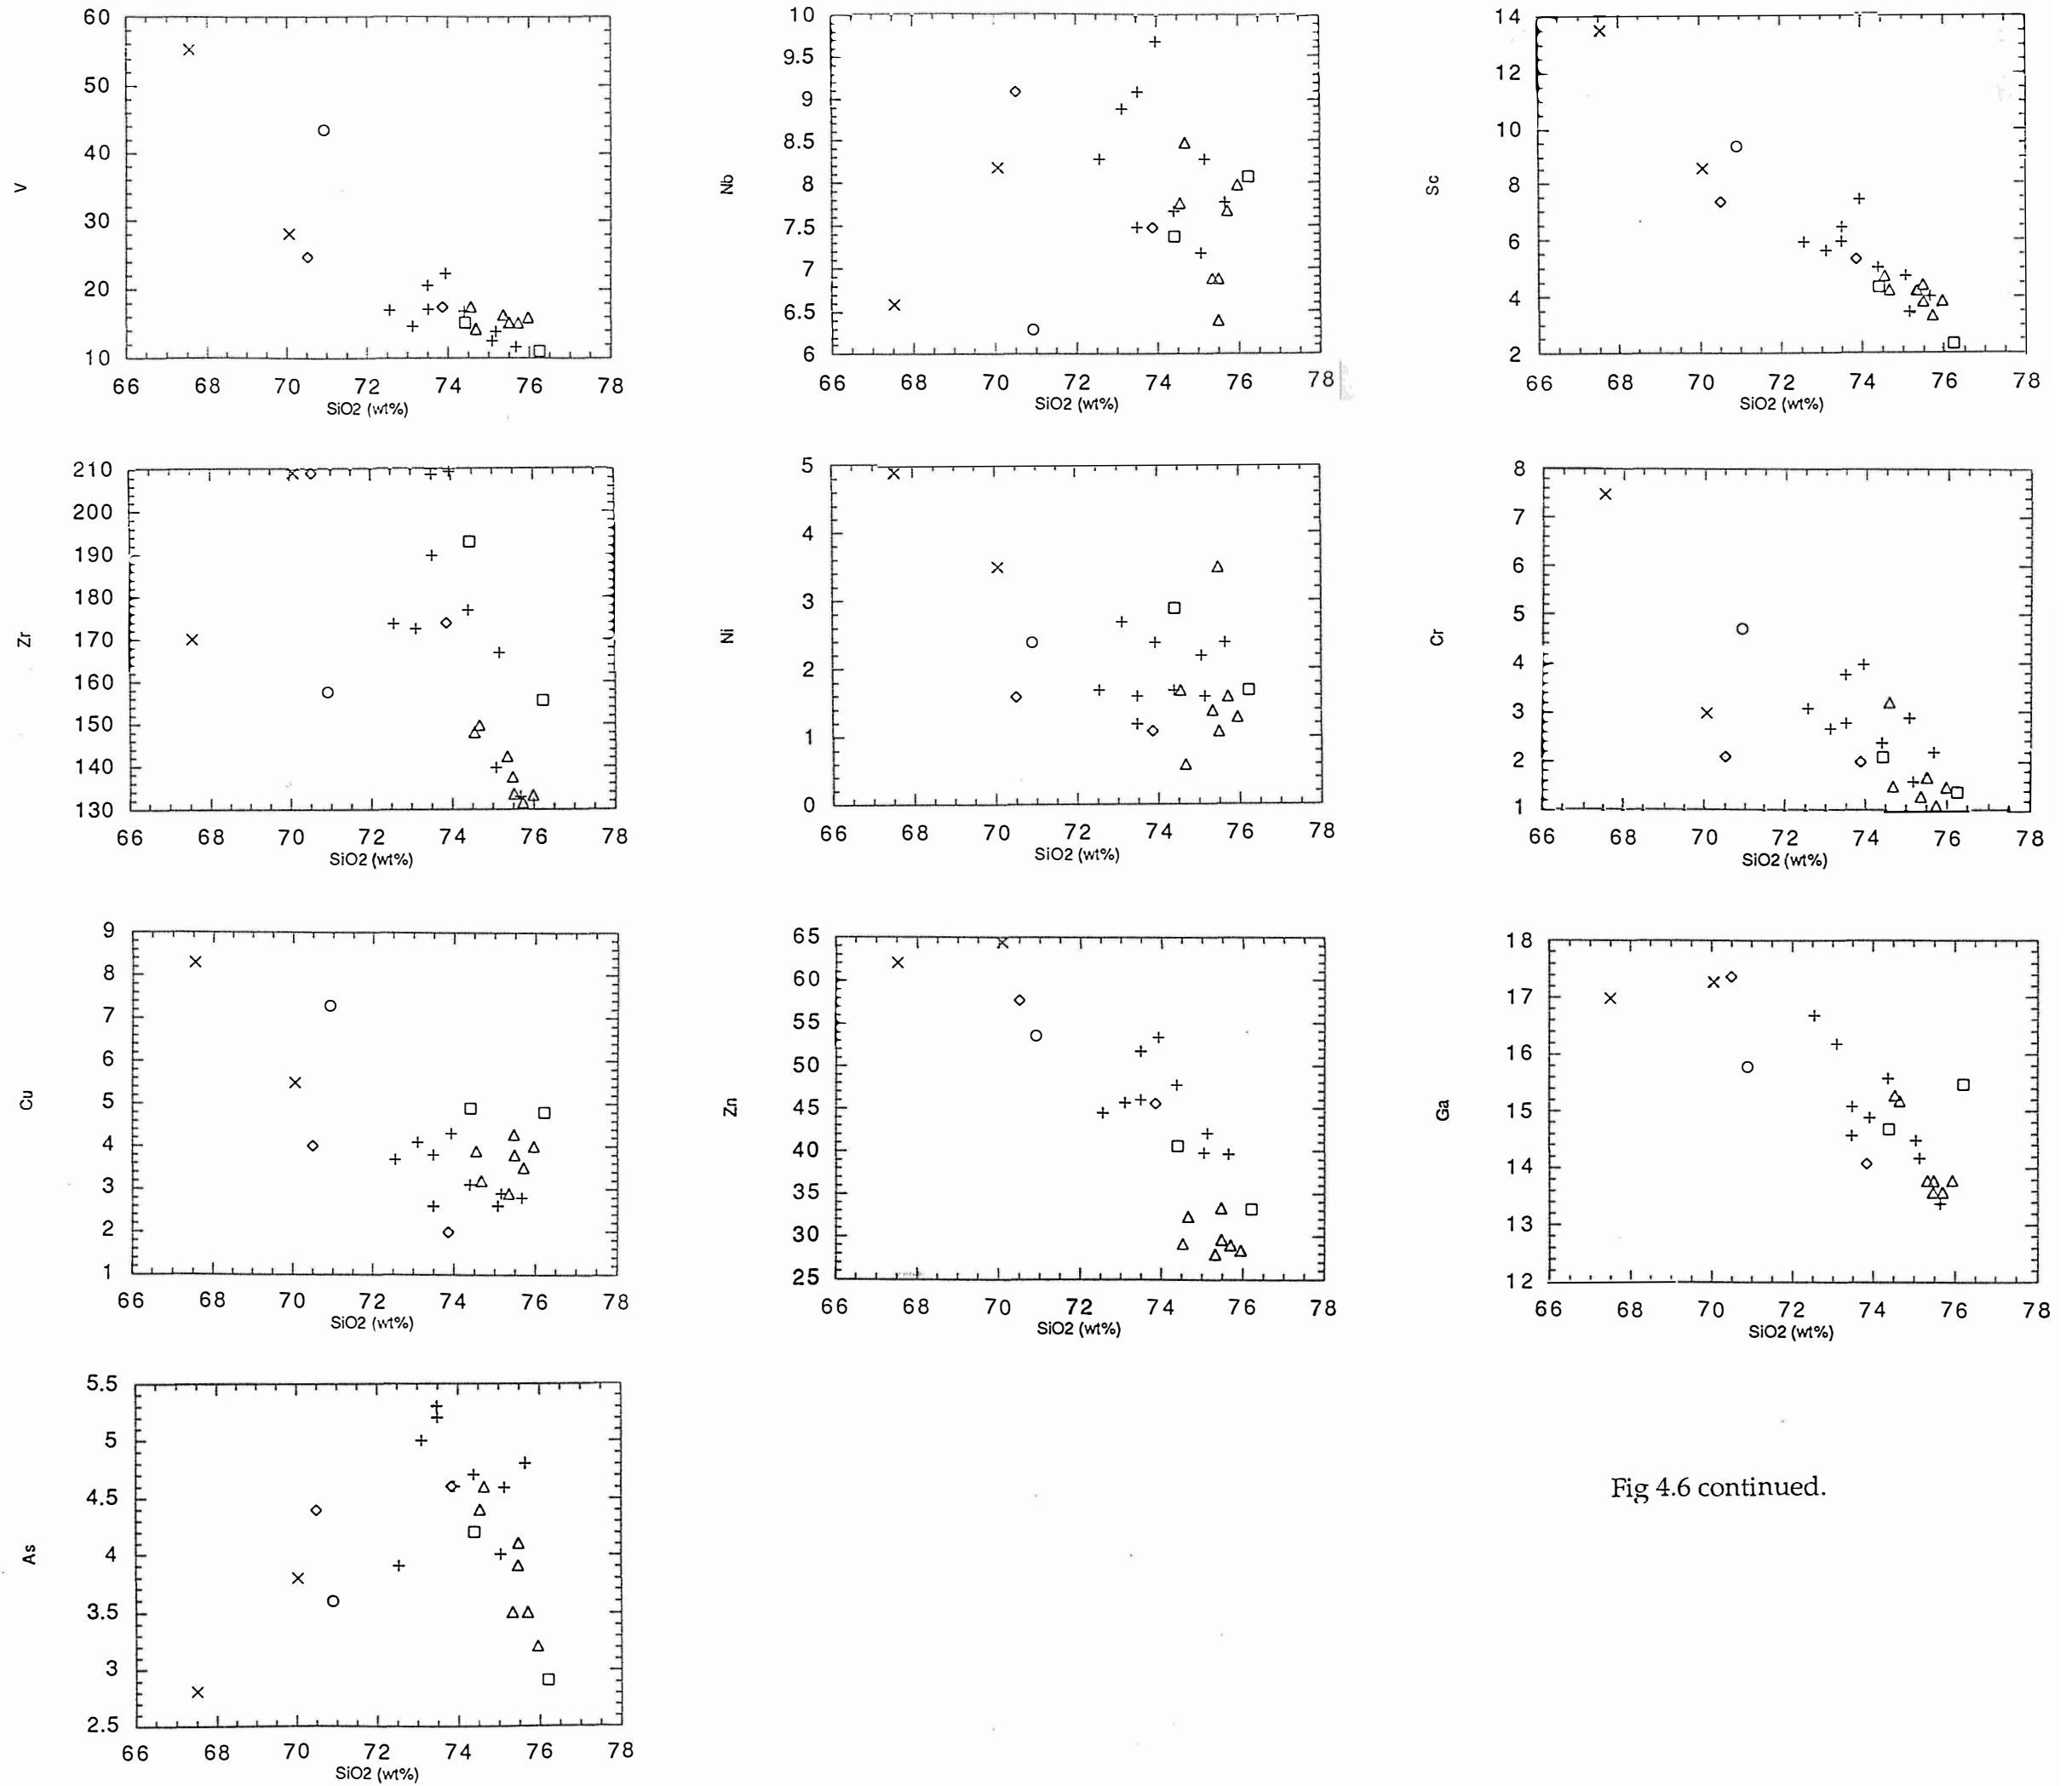 60
50
40
30
20
10
V
66 68 70 72 74 76 78
SiO2 (wt%)
10
9.5
9
8.5
8
7.5
7
6.5
6
Nb
66 68 70 72 74 76 78
SiO2 (wt%)
14
12
10
8
6
4
2
Sc
66 68 70 72 74 76 78
SiO2 (wt%)
210
200
190
180
170
160
150
140
130
Zr
66 68 70 72 74 76 78
SiO2 (wt%)
5
4
3
2
1
0
Ni
66 68 70 72 74 76 78
SiO2 (wt%)
8
7
6
5
4
3
2
1
Cr
66 68 70 72 74 76 78
SiO2 (wt%)
9
8
7
6
5
4
3
2
1
Cu
66 68 70 72 74 76 78
SiO2 (wt%)
65
60
55
50
45
40
35
30
25
Zn
66 68 70 72 74 76 78
SiO2 (wt%)
18
17
16
15
14
13
12
Ga
66 68 70 72 74 76 78
SiO2 (wt%)
5.5
5
4.5
4
3.5
3
2.5
As
66 68 70 72 74 76 78
SiO2 (wt%)
Fig 4.6 continued.